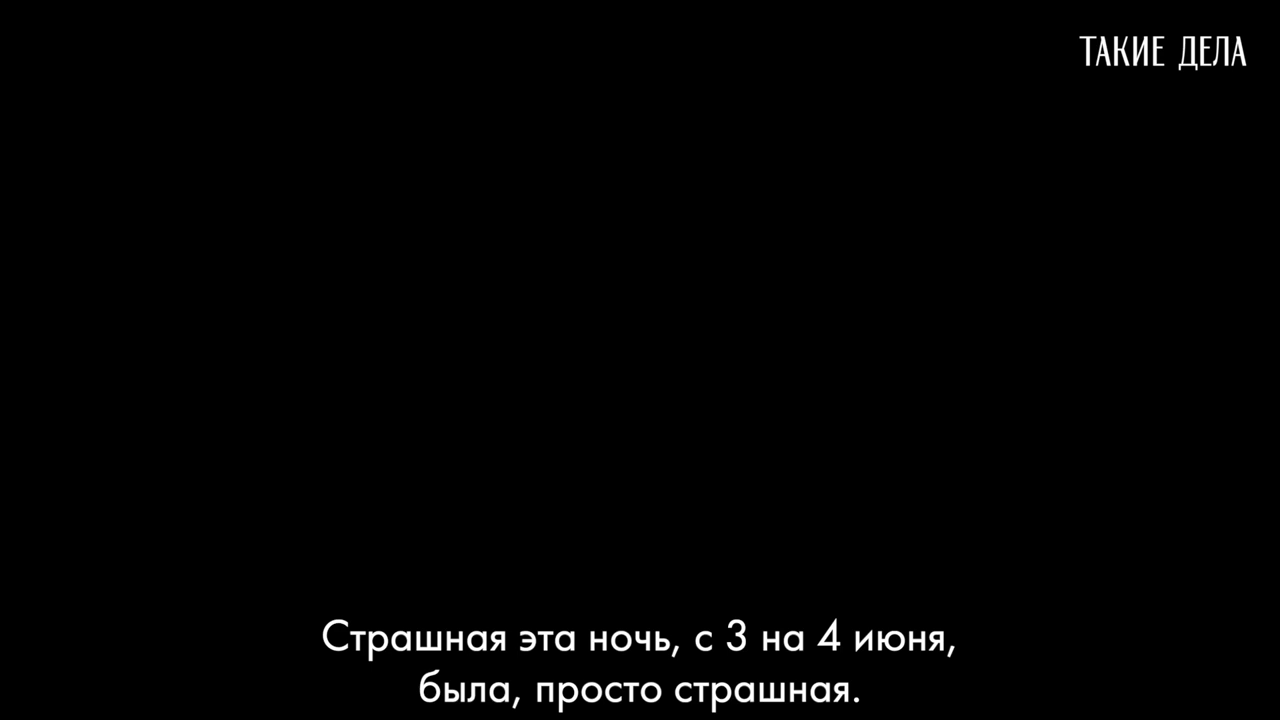 ТАКИЕ ДЕЛА
Страшная эта ночь, с 3 на 4 июня,
была, просто страшная.